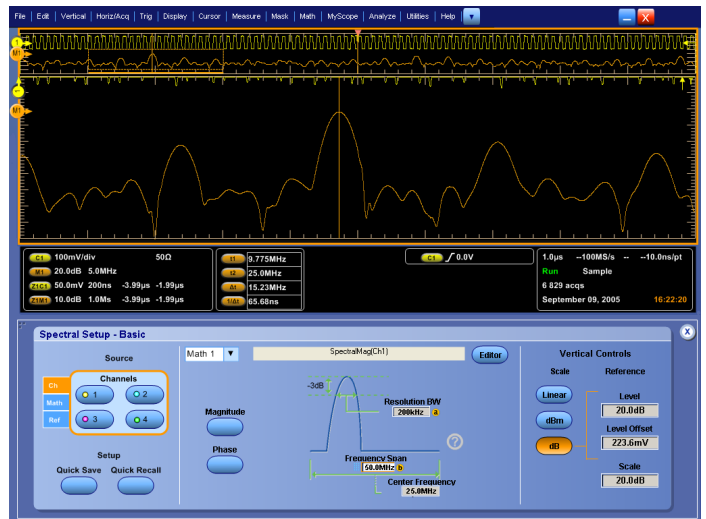 File | Edit | Vertical | Horiz/Acq | Trig | Display | Cursor | Measure | Mask | Math | MyScope | Analyze | Utilities | Help
1
M1
1
M1
C1 100mV/div 50Ω
M1 20.0dB 5.0MHz
Z1C1 50.0mV 200ns -3.99µs -1.99µs
Z1M1 10.0dB 1.0Ms -3.99µs -1.99µs
t1 9.775MHz
t2 25.0MHz
Δt 15.23MHz
1/Δt 65.68ns
C1 ʃ 0.0V
1.0µs --100MS/s -- --10.0ns/pt
Run Sample
6 829 acqs
September 09, 2005 16:22:20
Spectral Setup - Basic
X
Source
Ch
Math
Ref
Channels
1 2
3 4
Setup
Quick Save Quick Recall
Math 1
SpectralMag(Ch1)
Editor
Magnitude
Phase
-3dB
Resolution BW
200kHz a
?
Frequency Span
50.0MHz b
Center Frequency
25.0MHz
Vertical Controls
Scale Reference
Linear
dBm
dB
Level
20.0dB
Level Offset
223.6mV
Scale
20.0dB